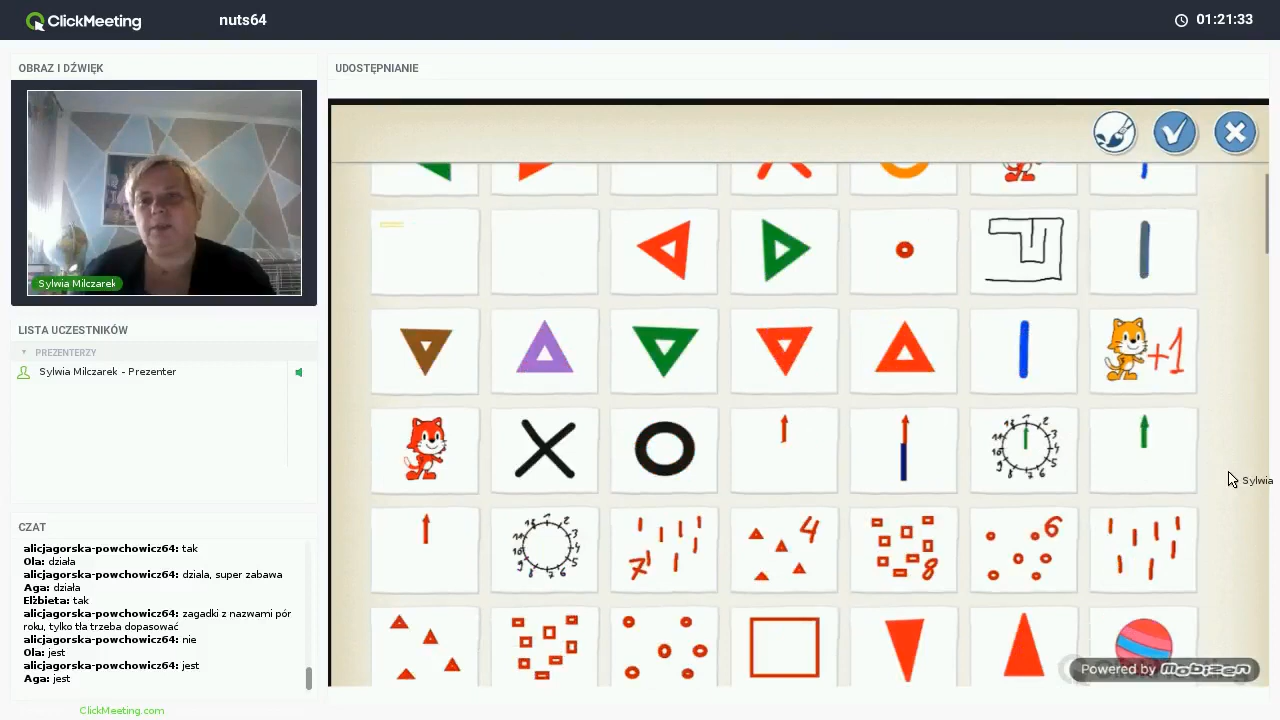 ClickMeeting
nuts64
01:21:33
OBRAZ I DŹWIĘK
UDOSTĘPNIANIE
Sylwia Milczarek
LISTA UCZESTNIKÓW
PREZENTERZY
Sylwia Milczarek - Prezenter
CZAT
alicjagorska-powchowicz64: tak
Ola: działa
alicjagorska-powchowicz64: dziala, super zabawa
Aga: działa
Elżbieta: tak
alicjagorska-powchowicz64: zagadki z nazwami pór
roku, tylko tła trzeba dopasować
alicjagorska-powchowicz64: nie
Ola: jest
alicjagorska-powchowicz64: jest
Aga: jest
ClickMeeting.com
+1
7
4
8
6
Sylwia
Powered by mobizen